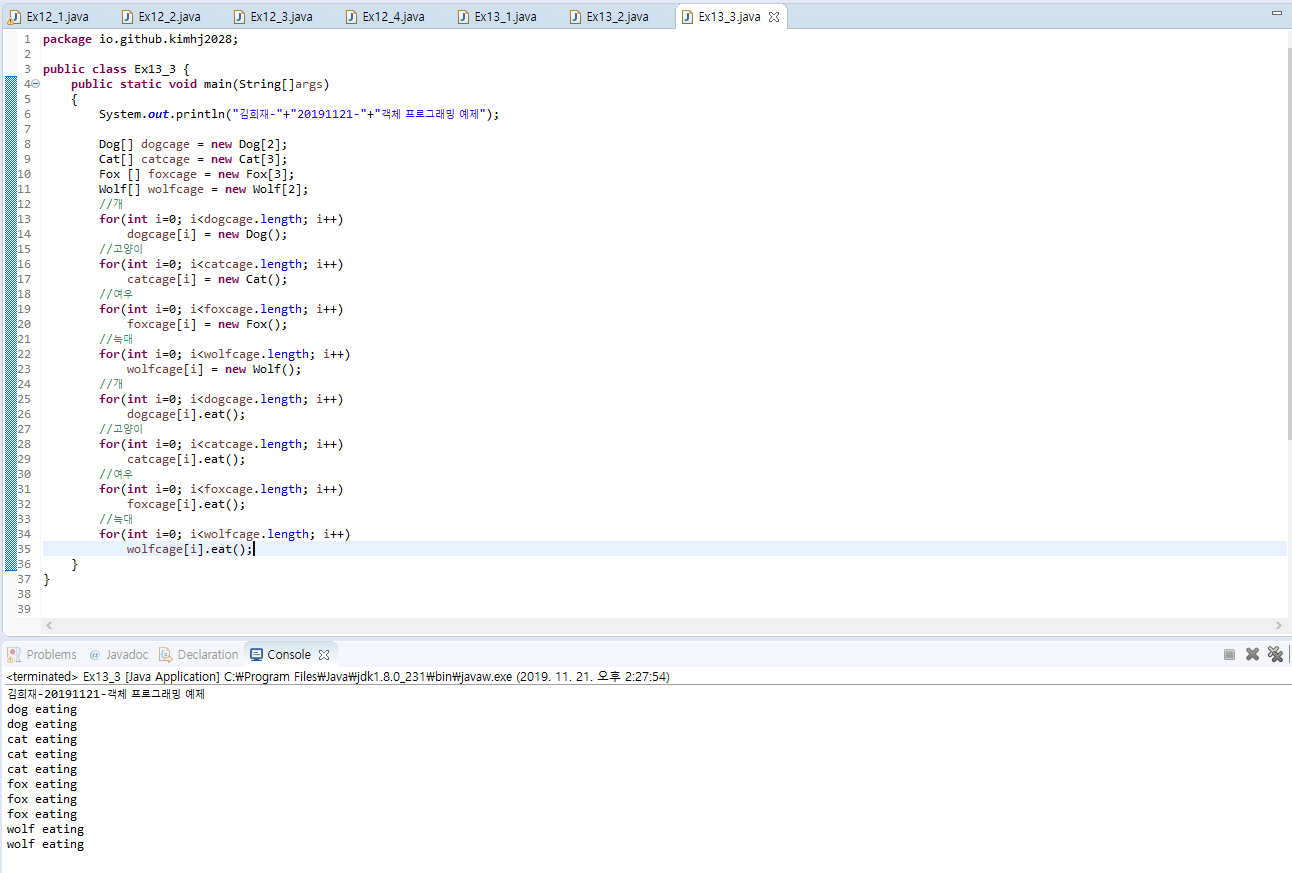 Ex12_1.java Ex12_2.java Ex12_3.java Ex12_4.java Ex13_1.java Ex13_2.java Ex13_3.java
1 package io.github.kimhj2028;
2
3 public class Ex13_3 {
4 public static void main(String[]args)
5 {
6 System.out.println("김희재-"+"20191121-"+"객체 프로그래밍 예제");
7
8 Dog[] dogcage = new Dog[2];
9 Cat[] catcage = new Cat[3];
10 Fox [] foxcage = new Fox[3];
11 Wolf[] wolfcage = new Wolf[2];
12 //개
13 for(int i=0; i<dogcage.length; i++)
14 dogcage[i] = new Dog();
15 //고양이
16 for(int i=0; i<catcage.length; i++)
17 catcage[i] = new Cat();
18 //여우
19 for(int i=0; i<foxcage.length; i++)
20 foxcage[i] = new Fox();
21 //늑대
22 for(int i=0; i<wolfcage.length; i++)
23 wolfcage[i] = new Wolf();
24 //개
25 for(int i=0; i<dogcage.length; i++)
26 dogcage[i].eat();
27 //고양이
28 for(int i=0; i<catcage.length; i++)
29 catcage[i].eat();
30 //여우
31 for(int i=0; i<foxcage.length; i++)
32 foxcage[i].eat();
33 //늑대
34 for(int i=0; i<wolfcage.length; i++)
35 wolfcage[i].eat();
36 }
37 }
38
39
Problems Javadoc Declaration Console
<terminated> Ex13_3 [Java Application] C:₩Program Files₩Java₩jdk1.8.0_231₩bin₩javaw.exe (2019. 11. 21. 오후 2:27:54)
김희재-20191121-객체 프로그래밍 예제
dog eating
dog eating
cat eating
cat eating
cat eating
fox eating
fox eating
fox eating
wolf eating
wolf eating